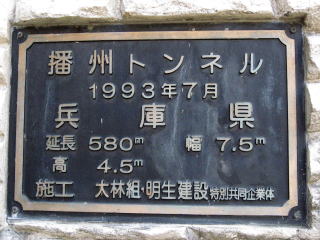 播州トンネル
1993年7月
兵庫県
延長 580m 幅 7.5m
高 4.5m
施工 大林組・明生建設特別共同企業体